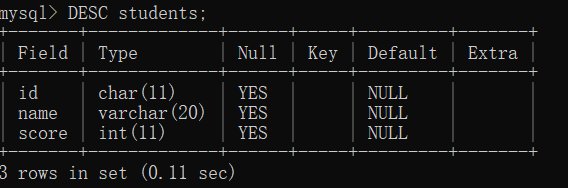 mysql> DESC students;
+-------+-------------+------+-----+---------+-------+
| Field | Type        | Null | Key | Default | Extra |
+-------+-------------+------+-----+---------+-------+
| id    | char(11)    | YES  |     | NULL    |       |
| name  | varchar(20) | YES  |     | NULL    |       |
| score | int(11)     | YES  |     | NULL    |       |
+-------+-------------+------+-----+---------+-------+
3 rows in set (0.11 sec)